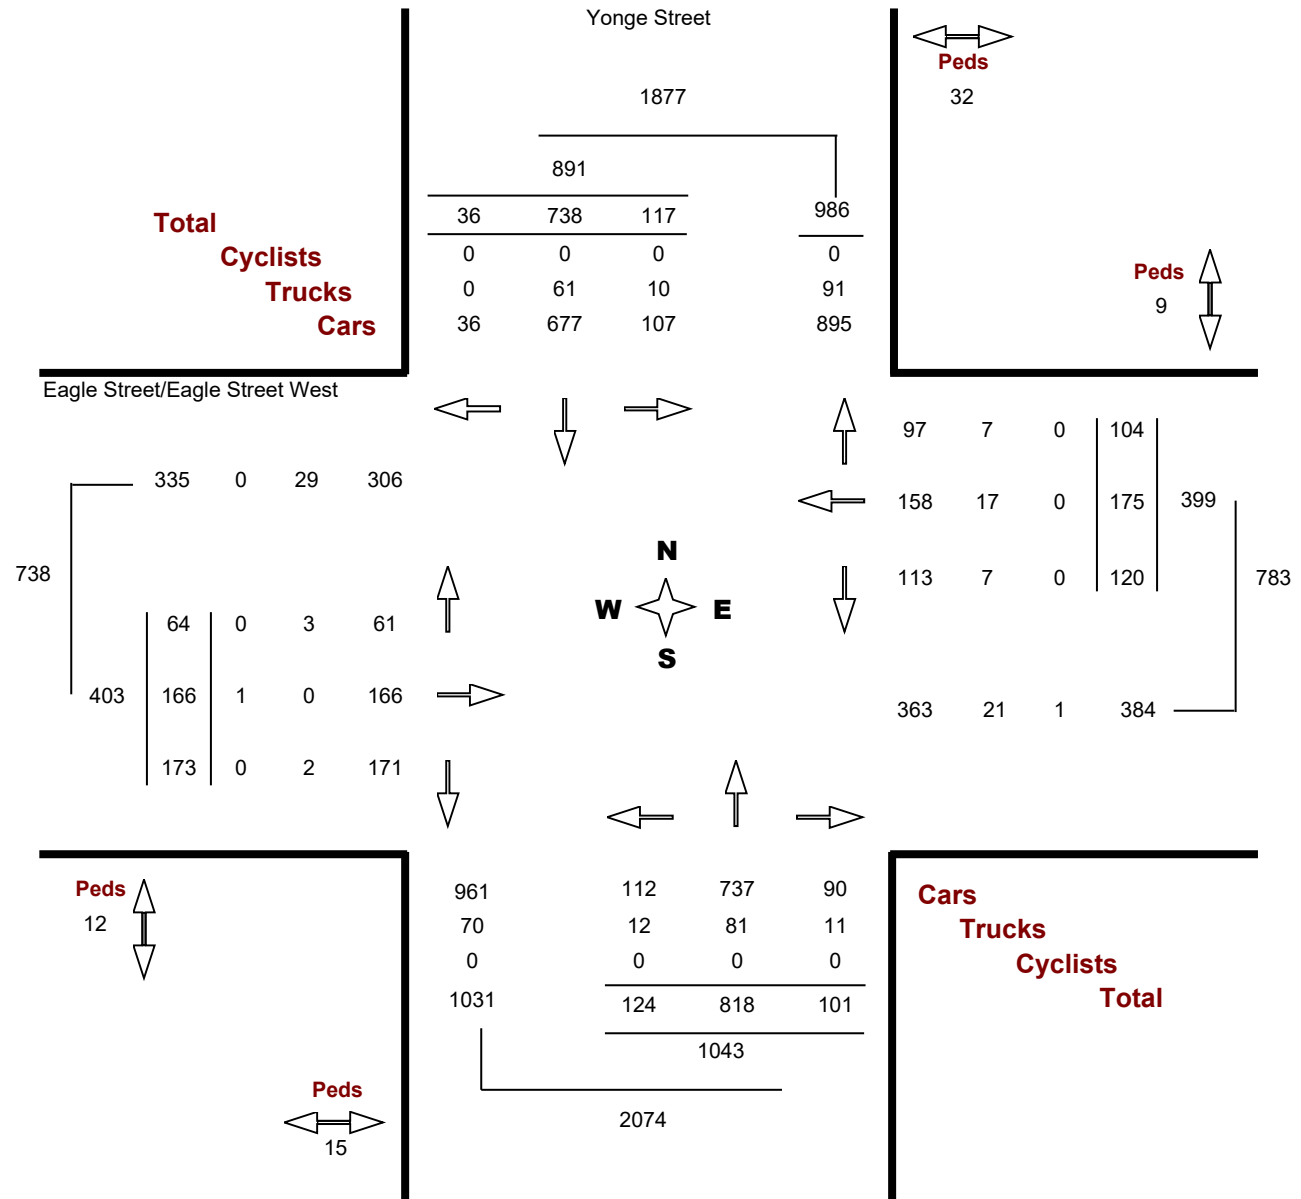 Yonge Street
Peds
32
1877
891
36 738 117 986
Total
0 0 0 0
Cyclists
0 61 10 91
Trucks
36 677 107 895
Cars
Peds
9
Eagle Street/Eagle Street West
97 7 0 104
335 0 29 306
158 17 0 175 399
N
738
113 7 0 120 783
W E
64 0 3 61
S
403 166 1 0 166
363 21 1 384
173 0 2 171
Peds
12
961 112 737 90
Cars
70 12 81 11
Trucks
0 0 0 0
Cyclists
1031 124 818 101
Total
1043
Peds
15
2074